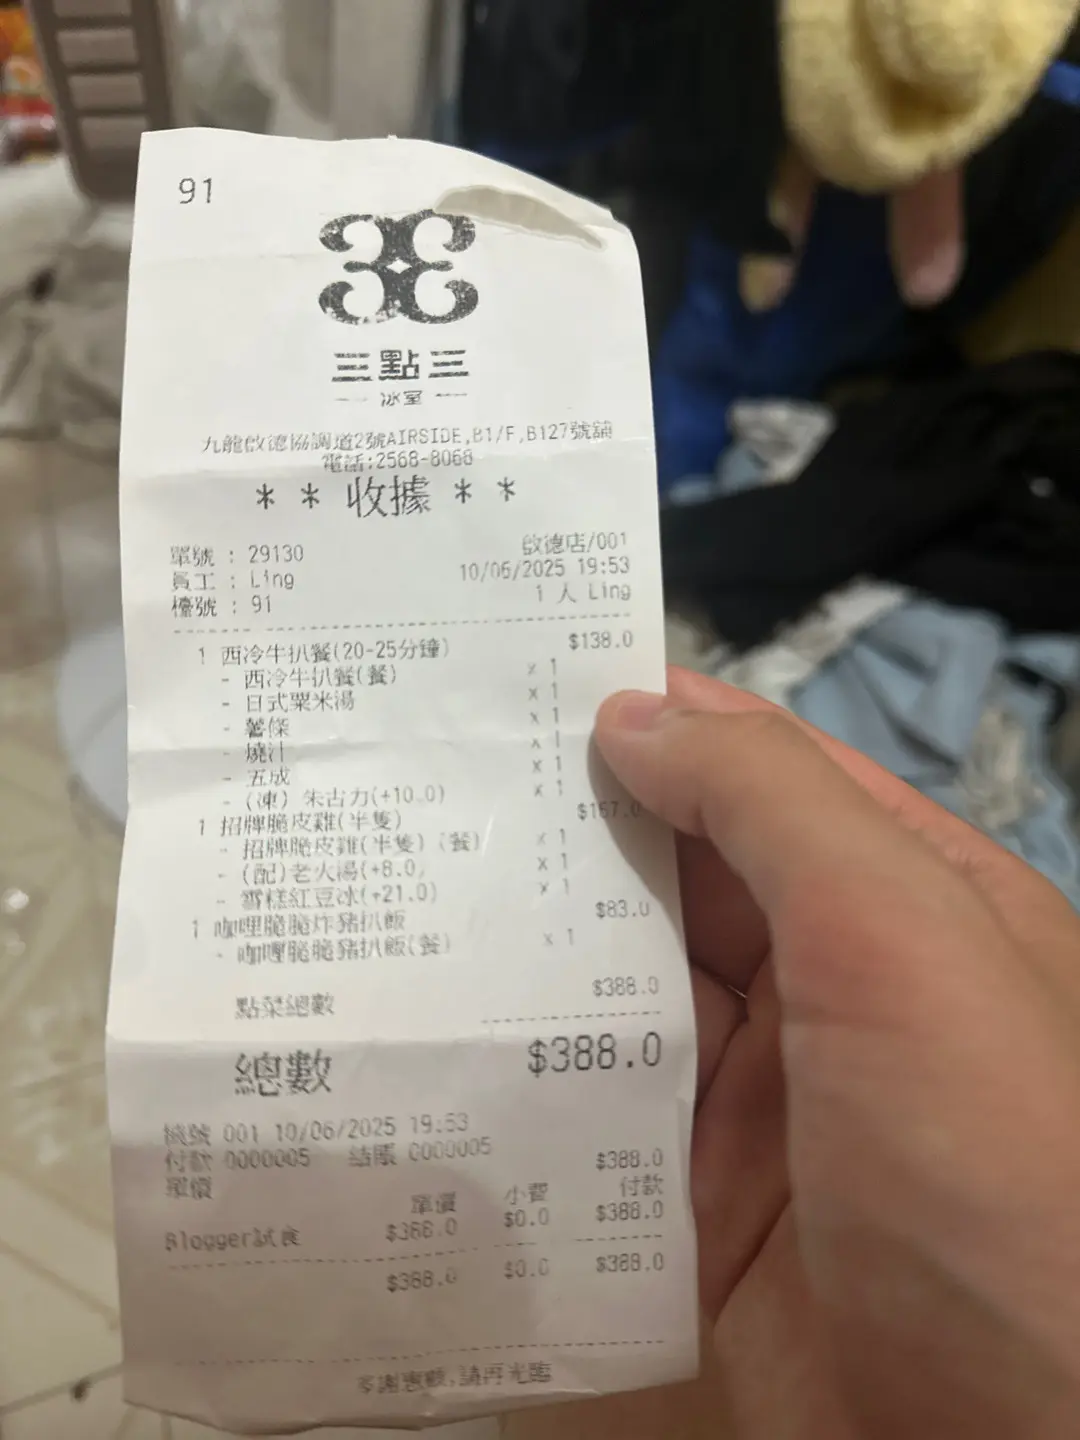 91
三點三
冰室
九龍啟德協調道2號AIRSIDE,B1/F,B127號舖
電話:2568-8068
* * 收據 * *
單號 : 29130 啟德店/001
員工 : Ling 10/06/2025 19:53
檯號 : 91 1 人 Ling
1 西冷牛扒餐(20-25分鐘) $138.0
- 西冷牛扒餐(餐) x 1
- 日式粟米湯 x 1
- 薯條 x 1
- 燒汁 x 1
- 五成 x 1
- (凍) 朱古力(+10.0) x 1
1 招牌脆皮雞(半隻) $167.0
- 招牌脆皮雞(半隻) (餐) x 1
- (配)老火湯(+8.0) x 1
- 雪糕紅豆冰(+21.0) x 1
1 咖喱脆脆炸豬扒飯 $83.0
- 咖喱脆脆豬扒飯(餐) x 1
點菜總數 $388.0
總數 $388.0
機號 001 10/06/2025 19:53
付款 0000005 結賬 0000005
單價 $388.0
單價 小費 付款
Blogger試食 $388.0 $0.0 $388.0
$388.0 $0.0 $388.0
多謝惠顧,請再光臨